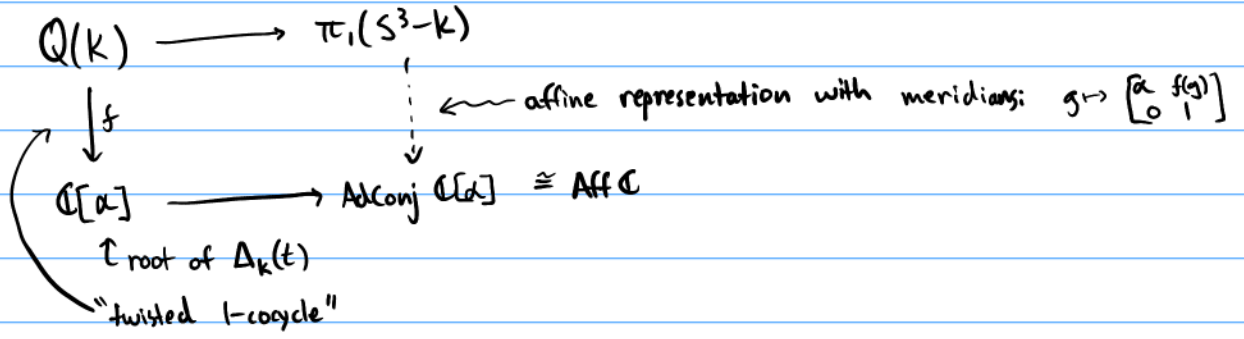 Q(K) ⟶ π₁(S³−K)
f
← affine representation with meridians: g ↦ [α f(g) ; 0 1]
ℂ[α] ⟶ AdConj ℂ[α] ≅ Aff ℂ
↑ root of Δ_K(t)
"twisted 1-cocycle"